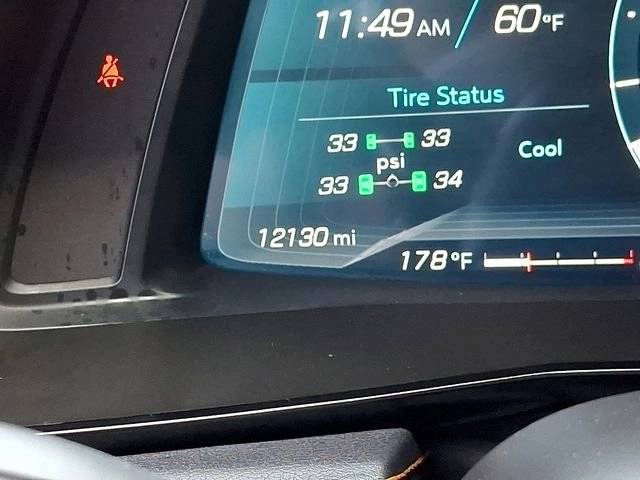 11:49 AM 60°F
Tire Status
33 33
psi Cool
33 34
12130 mi
178°F